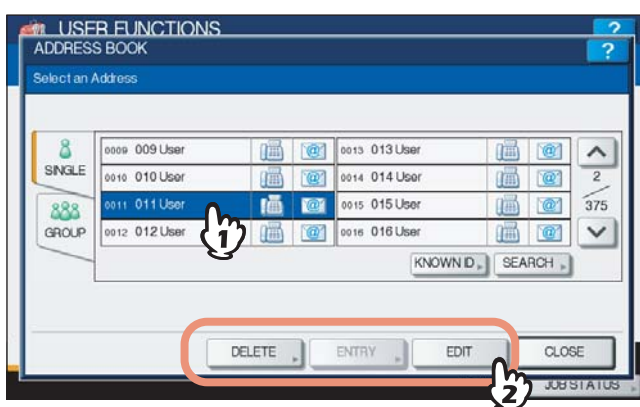 USER FUNCTIONS ?
ADDRESS BOOK ?
Select an Address
SINGLE
GROUP
0009 009 User @ 0013 013 User @
0010 010 User @ 0014 014 User @
0011 011 User @ 0015 015 User @
0012 012 User @ 0016 016 User @
2
375
1
KNOWN ID SEARCH
DELETE ENTRY EDIT CLOSE
2
JOB STATUS